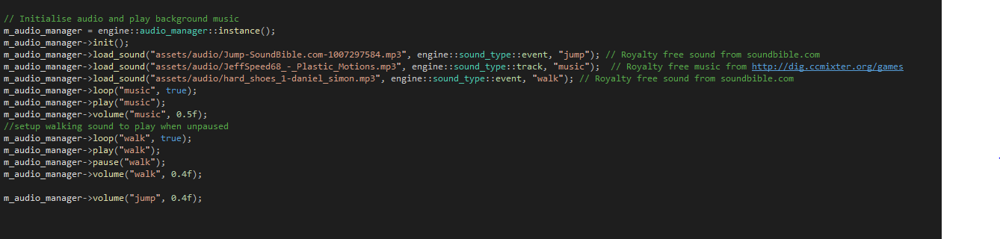 // Initialise audio and play background music
m_audio_manager = engine::audio_manager::instance();
m_audio_manager->init();
m_audio_manager->load_sound("assets/audio/Jump-SoundBible.com-1007297584.mp3", engine::sound_type::event, "jump"); // Royalty free sound from soundbible.com
m_audio_manager->load_sound("assets/audio/JeffSpeed68_-_Plastic_Motions.mp3", engine::sound_type::track, "music");  // Royalty free music from http://dig.ccmixter.org/games
m_audio_manager->load_sound("assets/audio/hard_shoes_1-daniel_simon.mp3", engine::sound_type::event, "walk"); // Royalty free sound from soundbible.com
m_audio_manager->loop("music", true);
m_audio_manager->play("music");
m_audio_manager->volume("music", 0.5f);
//setup walking sound to play when unpaused
m_audio_manager->loop("walk", true);
m_audio_manager->play("walk");
m_audio_manager->pause("walk");
m_audio_manager->volume("walk", 0.4f);
m_audio_manager->volume("jump", 0.4f);